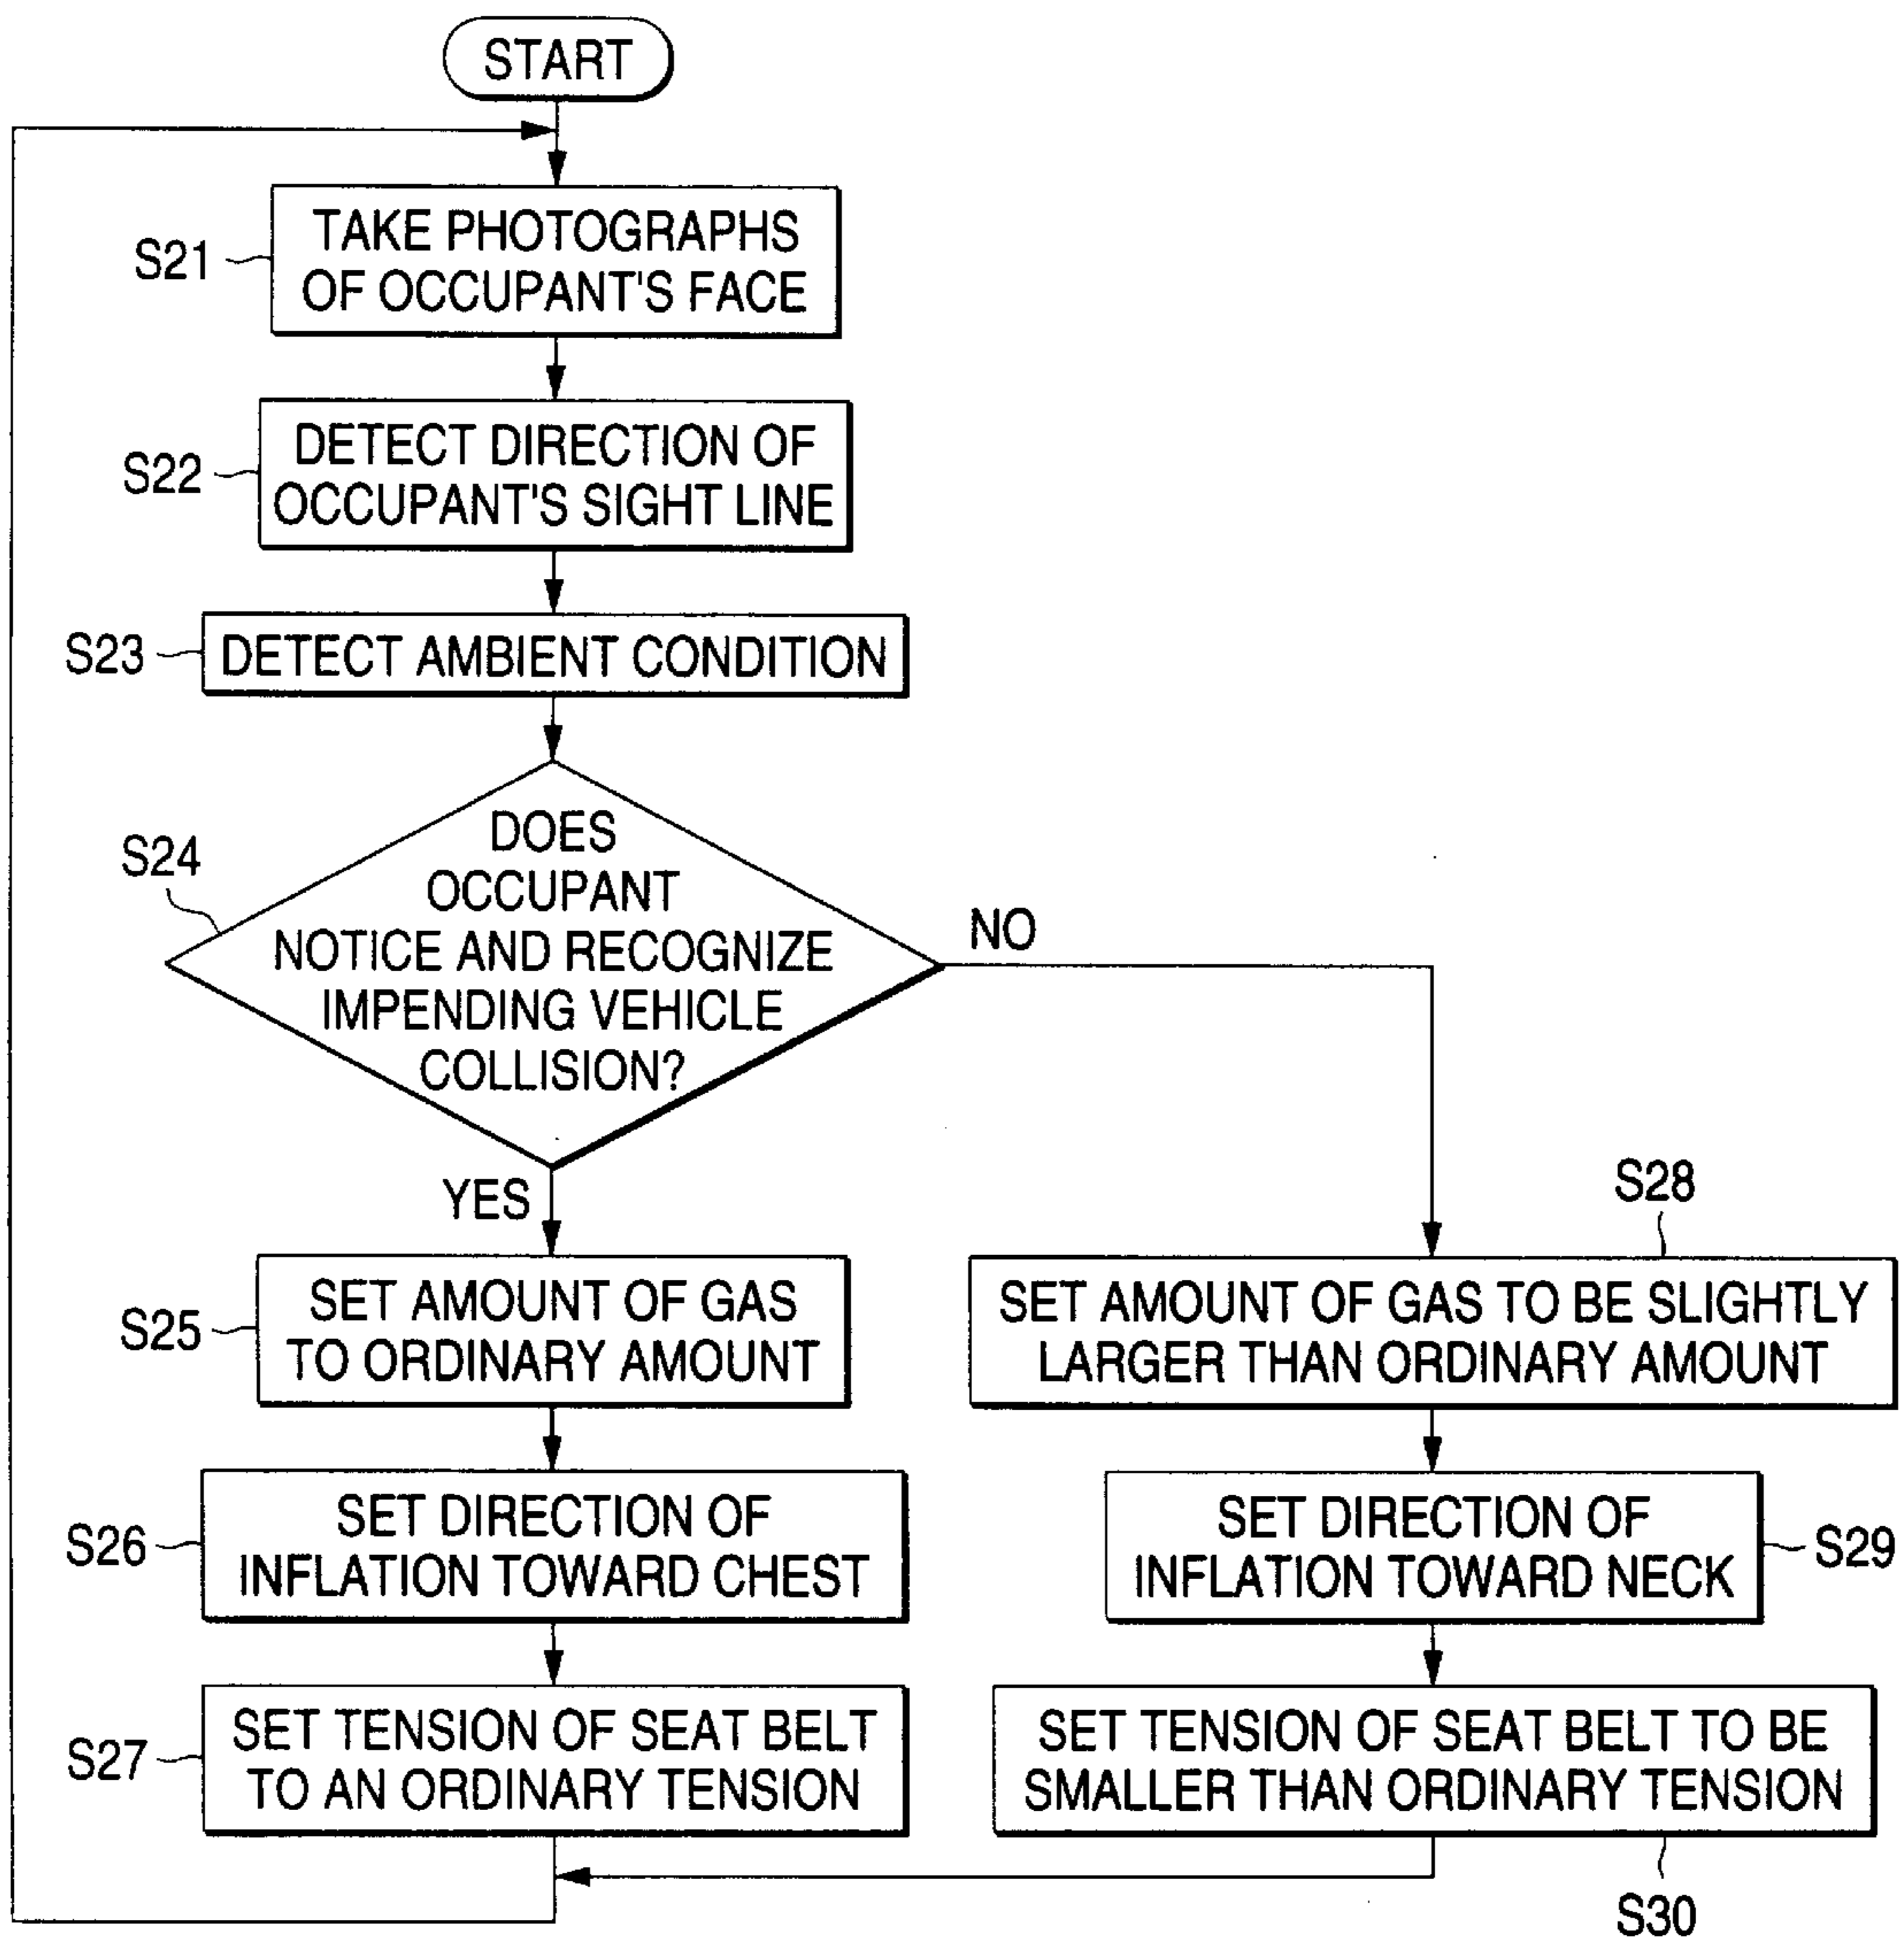 START
S21
TAKE PHOTOGRAPHS
OF OCCUPANT'S FACE
S22
DETECT DIRECTION OF
OCCUPANT'S SIGHT LINE
S23
DETECT AMBIENT CONDITION
S24
DOES
OCCUPANT
NOTICE AND RECOGNIZE
IMPENDING VEHICLE
COLLISION?
NO
YES
S25
SET AMOUNT OF GAS
TO ORDINARY AMOUNT
S26
SET DIRECTION OF
INFLATION TOWARD CHEST
S27
SET TENSION OF SEAT BELT
TO AN ORDINARY TENSION
S28
SET AMOUNT OF GAS TO BE SLIGHTLY
LARGER THAN ORDINARY AMOUNT
SET DIRECTION OF
INFLATION TOWARD NECK
S29
SET TENSION OF SEAT BELT TO BE
SMALLER THAN ORDINARY TENSION
S30